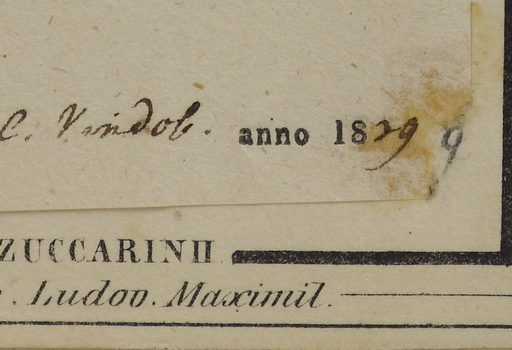 c. Vindob. anno 1829
ZUCCARINII
. Ludov. Maximil.